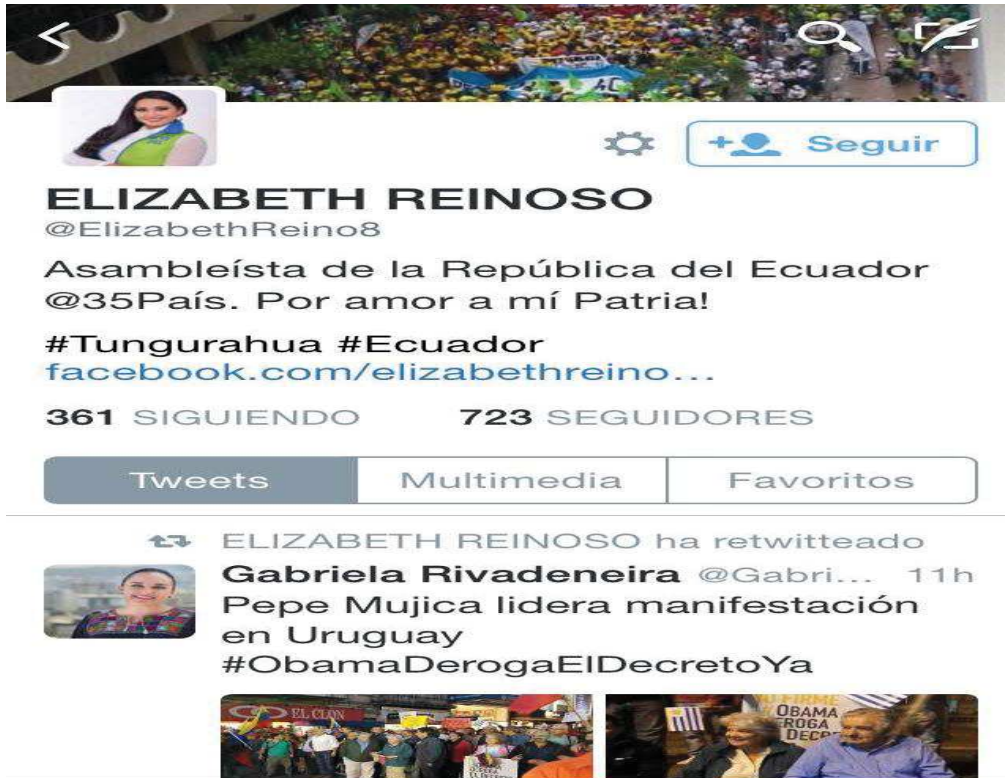 AC
Seguir
ELIZABETH REINOSO
@ElizabethReino8
Asambleísta de la República del Ecuador
@35País. Por amor a mí Patria!
#Tungurahua #Ecuador
facebook.com/elizabethreino...
361 SIGUIENDO 723 SEGUIDORES
Tweets Multimedia Favoritos
ELIZABETH REINOSO ha retwitteado
Gabriela Rivadeneira @Gabri... 11h
Pepe Mujica lidera manifestación
en Uruguay
#ObamaDerogaElDecretoYa
EL CLON
OBAMA